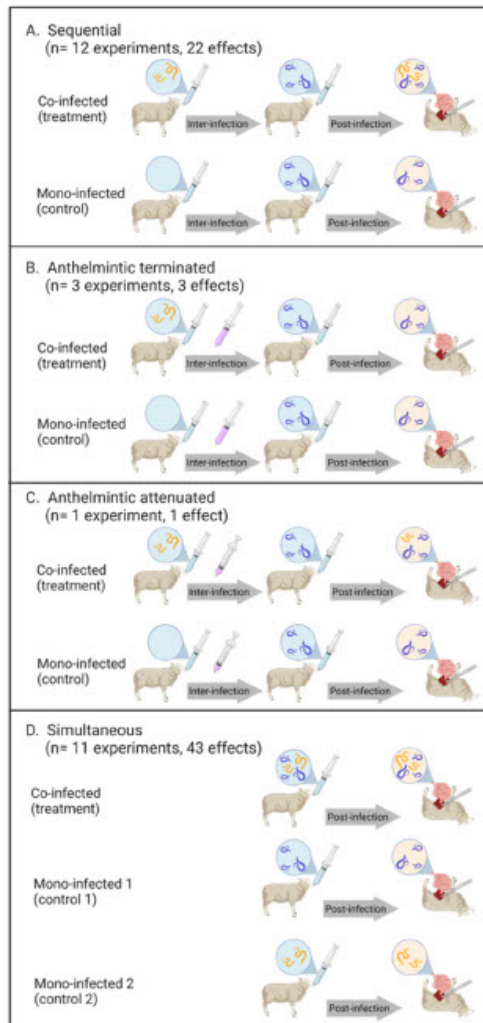 A. Sequential
(n= 12 experiments, 22 effects)
Co-infected
(treatment)
Inter-infection
Post-infection
Mono-infected
(control)
Inter-infection
Post-infection
B. Anthelmintic terminated
(n= 3 experiments, 3 effects)
Co-infected
(treatment)
Inter-infection
Post-infection
Mono-infected
(control)
Inter-infection
Post-infection
C. Anthelmintic attenuated
(n= 1 experiment, 1 effect)
Co-infected
(treatment)
Inter-infection
Post-infection
Mono-infected
(control)
Inter-infection
Post-infection
D. Simultaneous
(n= 11 experiments, 43 effects)
Co-infected
(treatment)
Post-infection
Mono-infected 1
(control 1)
Post-infection
Mono-infected 2
(control 2)
Post-infection